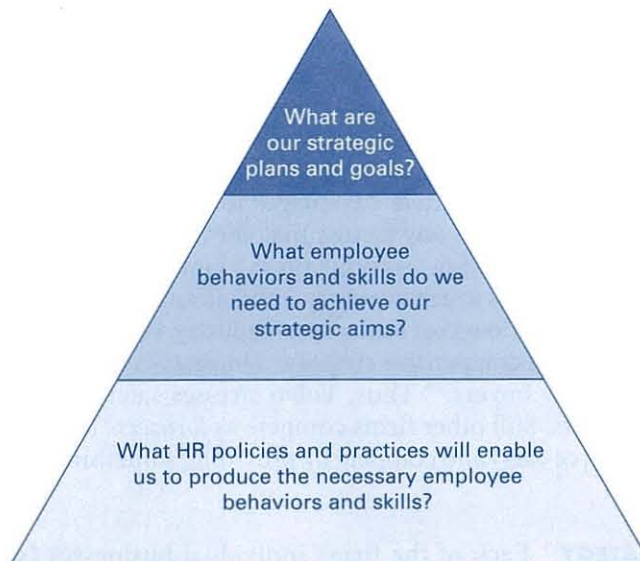 What are
our strategic
plans and goals?
What employee
behaviors and skills do we
need to achieve our
strategic aims?
What HR policies and practices will enable
us to produce the necessary employee
behaviors and skills?